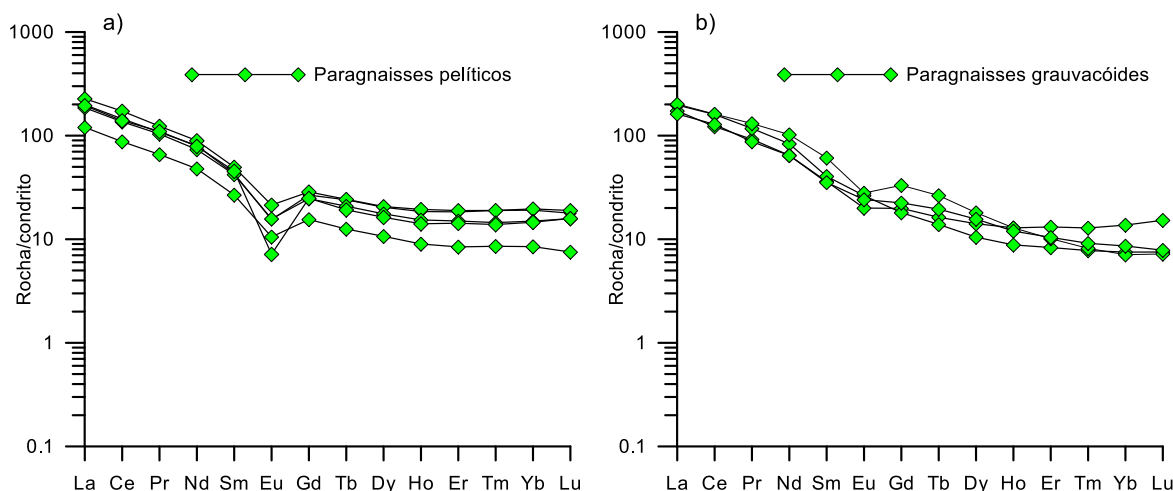 a)
Paragnaisses pelíticos
Rocha/condrito
1000
100
10
1
0.1
La Ce Pr Nd Sm Eu Gd Tb Dy Ho Er Tm Yb Lu
b)
Paragnaisses grauvacóides
Rocha/condrito
1000
100
10
1
0.1
La Ce Pr Nd Sm Eu Gd Tb Dy Ho Er Tm Yb Lu